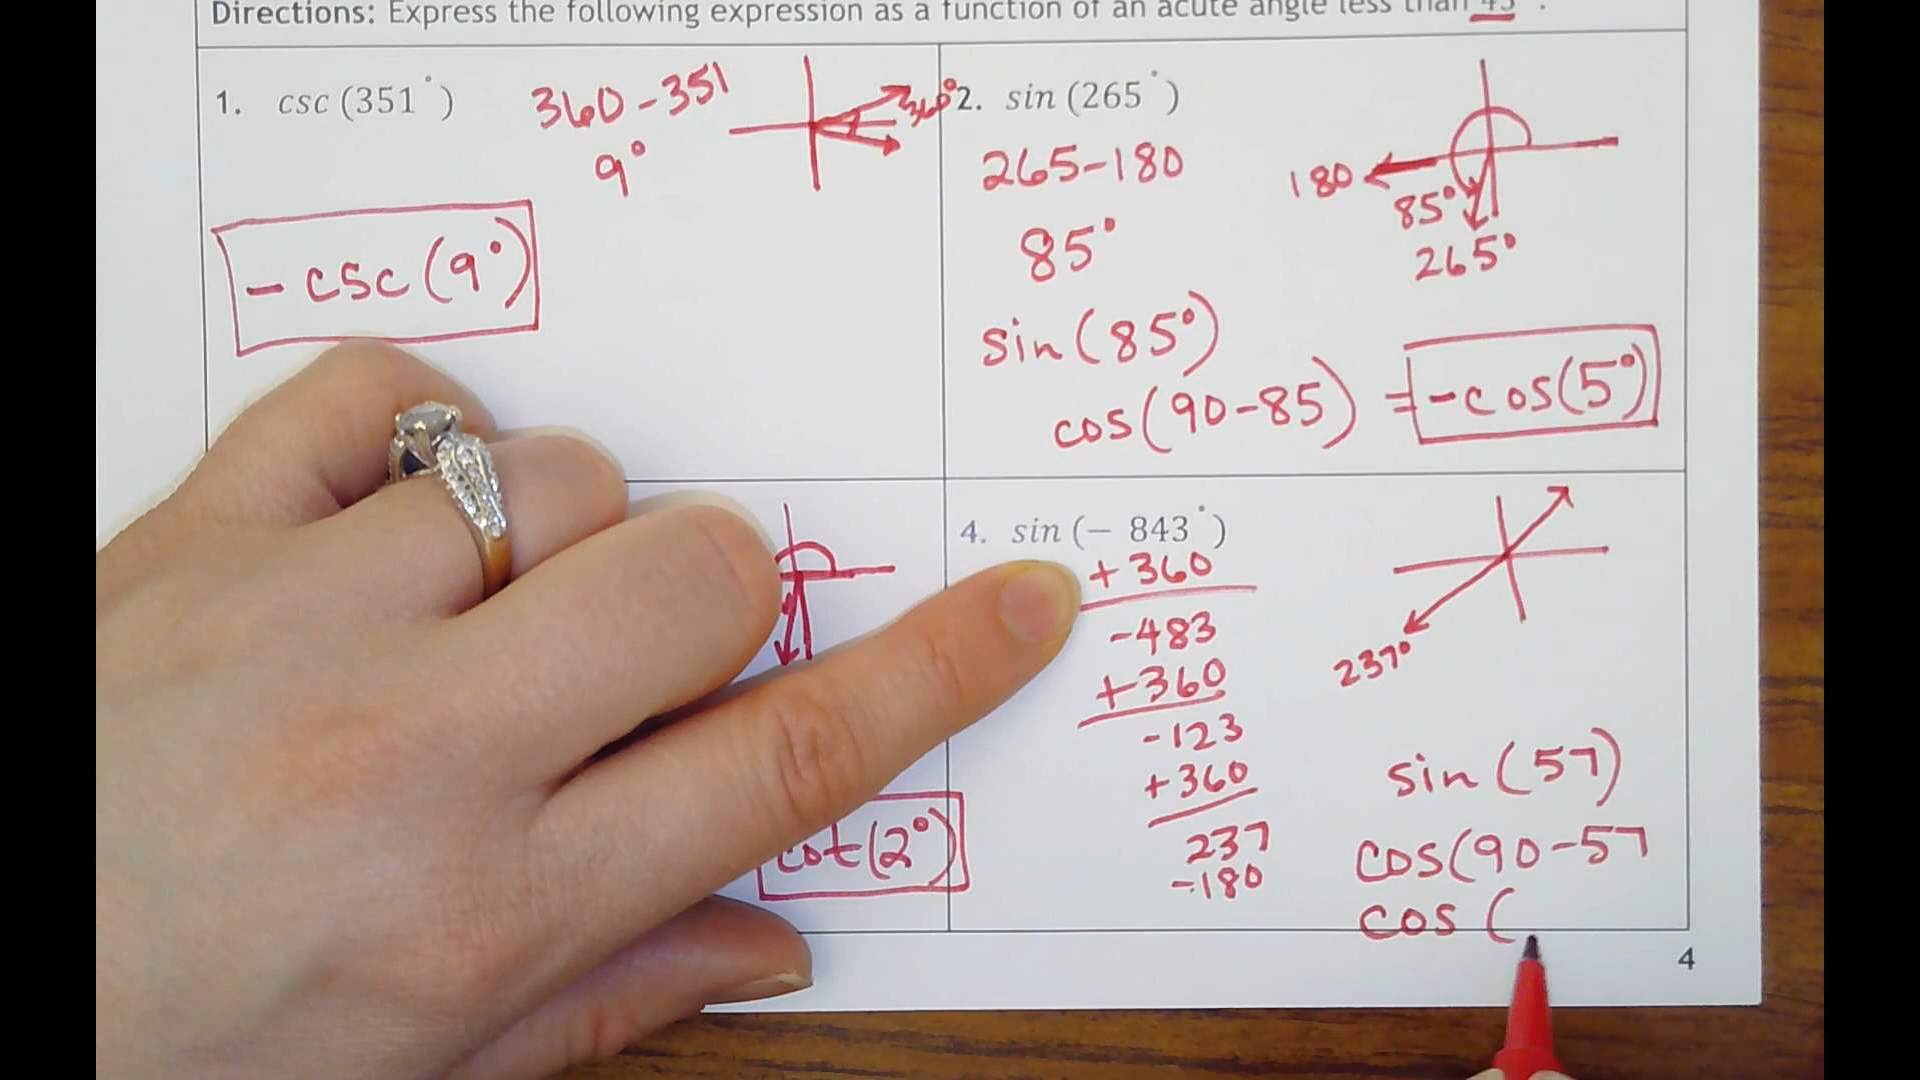 Directions: Express the following expression as a function of an acute angle less than 45°.
1. csc (351°)
360-351
9°
360°
-csc(9°)
2. sin (265°)
265-180
85°
180
85°
265°
sin(85°)
cos(90-85) = -cos(5°)
cot(2°)
4. sin (- 843°)
+360
-483
+360
-123
+360
237
-180
237°
sin(57)
cos(90-57
cos (
4